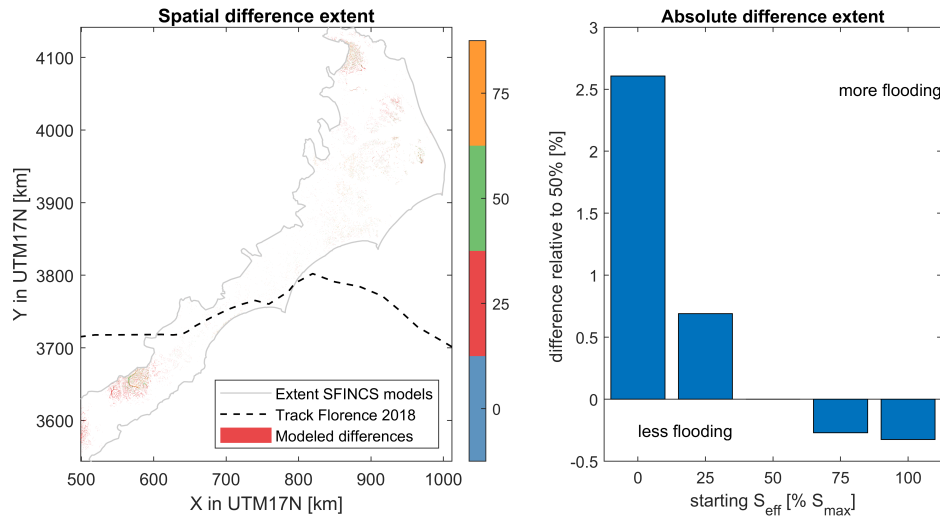 Spatial difference extent
4100
4000
3900
3800
3700
3600
Y in UTM17N [km]
500 600 700 800 900 1000
X in UTM17N [km]
Extent SFINCS models
Track Florence 2018
Modeled differences
75
50
25
0
Absolute difference extent
3
2.5
2
1.5
1
0.5
0
-0.5
difference relative to 50% [%]
more flooding
less flooding
0 25 50 75 100
starting S_eff [% S_max]